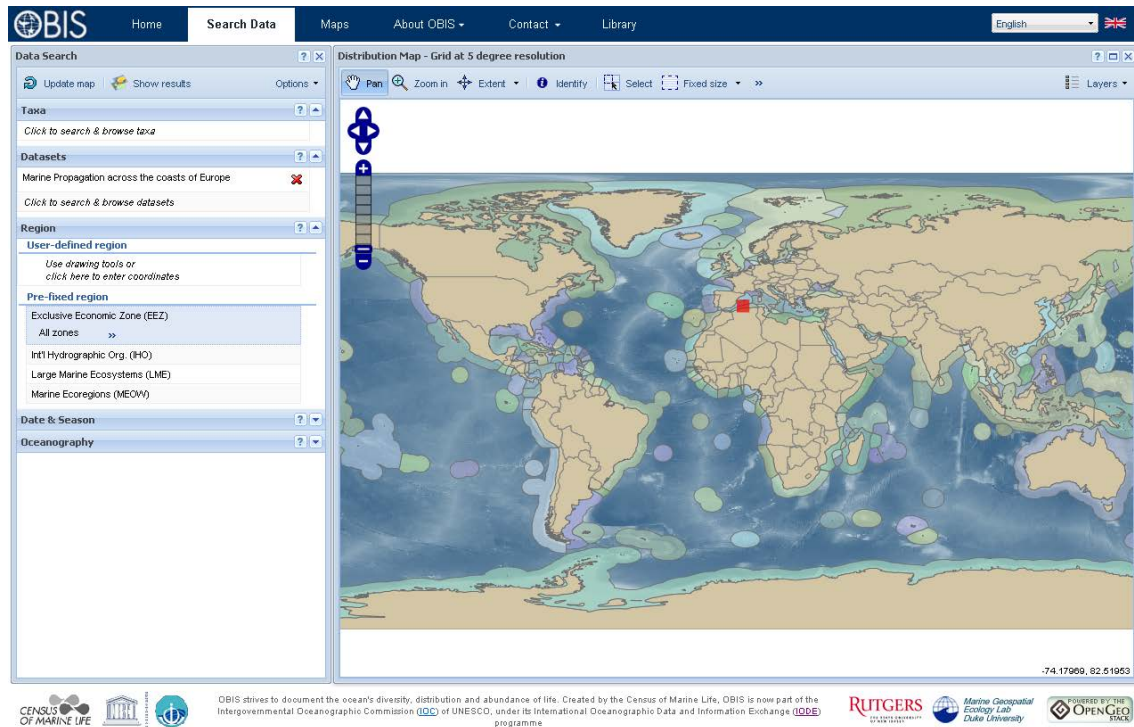 OBIS
Home
Search Data
Maps
About OBIS
Contact
Library
English
Data Search
Update map
Show results
Options
Taxa
Click to search & browse taxa
Datasets
Marine Propagation across the coasts of Europe
Click to search & browse datasets
Region
User-defined region
Use drawing tools or
click here to enter coordinates
Pre-fixed region
Exclusive Economic Zone (EEZ)
All zones »
Int'l Hydrographic Org. (IHO)
Large Marine Ecosystems (LME)
Marine Ecoregions (MEOW)
Date & Season
Oceanography
Distribution Map - Grid at 5 degree resolution
Pan
Zoom in
Extent
Identify
Select
Fixed size
»
Layers
-74.17969, 82.51953
CENSUS
OF MARINE LIFE
OBIS strives to document the ocean's diversity, distribution and abundance of life. Created by the Census of Marine Life, OBIS is now part of the
Intergovernmental Oceanographic Commission (IOC) of UNESCO, under its International Oceanographic Data and Information Exchange (IODE)
programme
RUTGERS
Marine Geospatial
Ecology Lab
Duke University
POWERED BY THE
OPENGEO
STACK